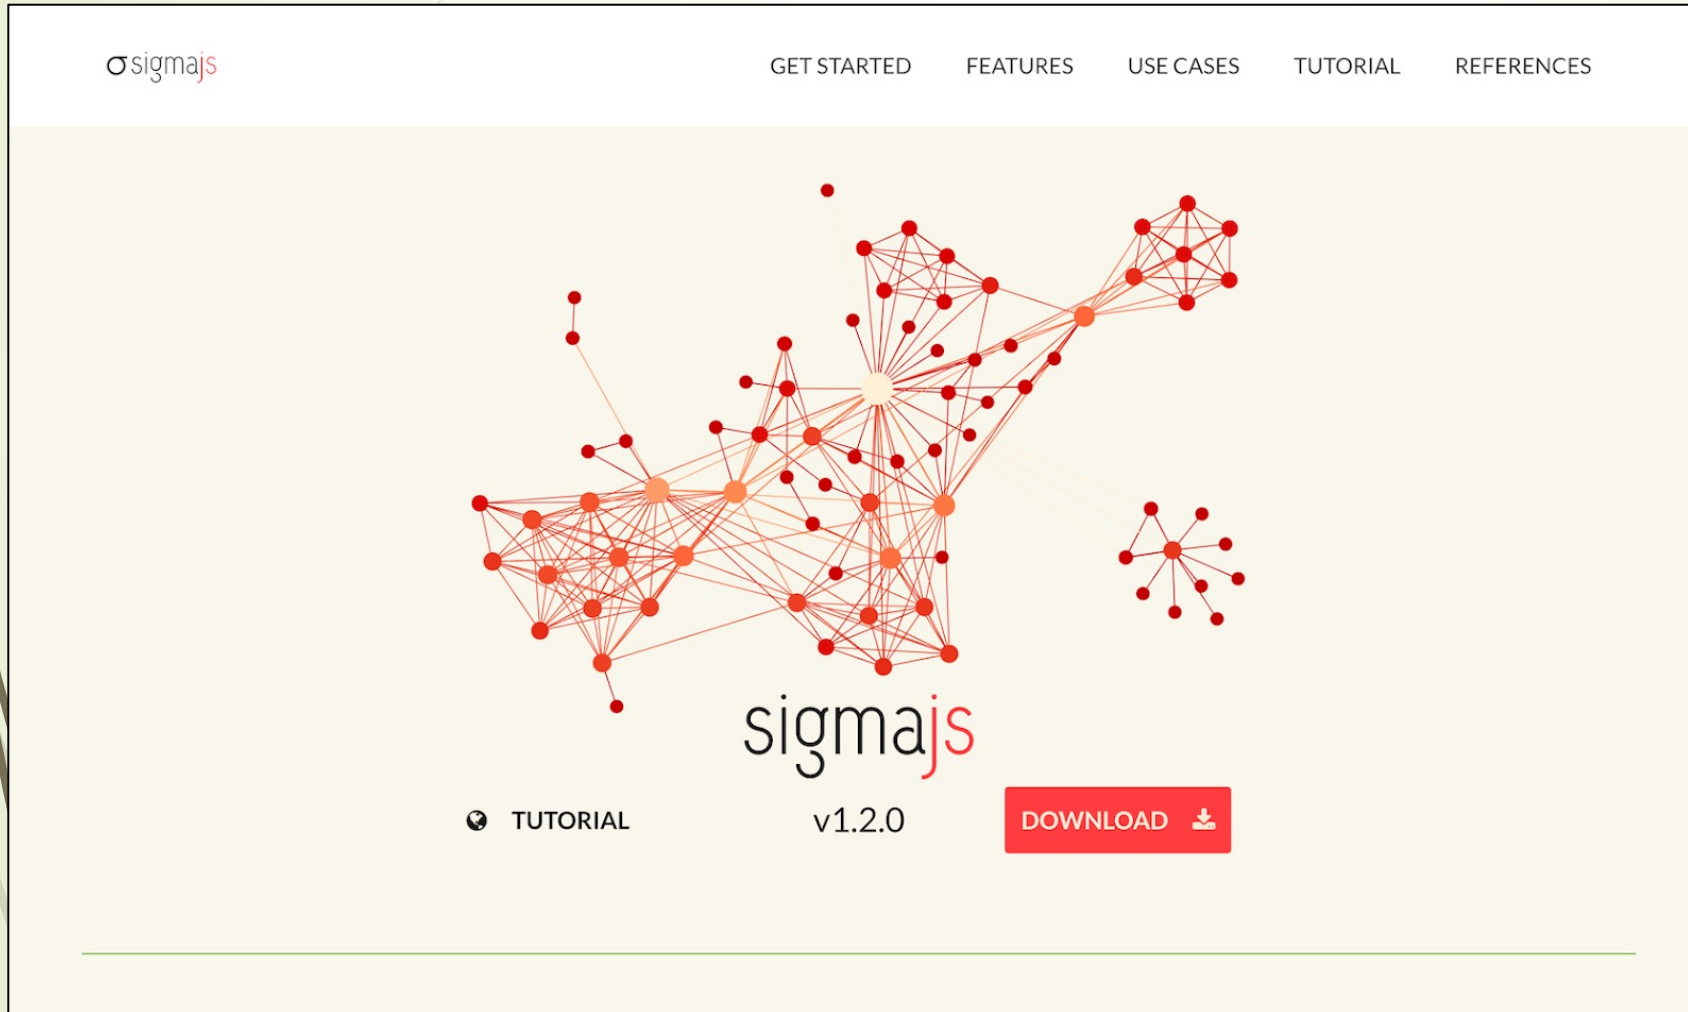 σsigmajs
GET STARTED FEATURES USE CASES TUTORIAL REFERENCES
sigmajs
TUTORIAL v1.2.0 DOWNLOAD